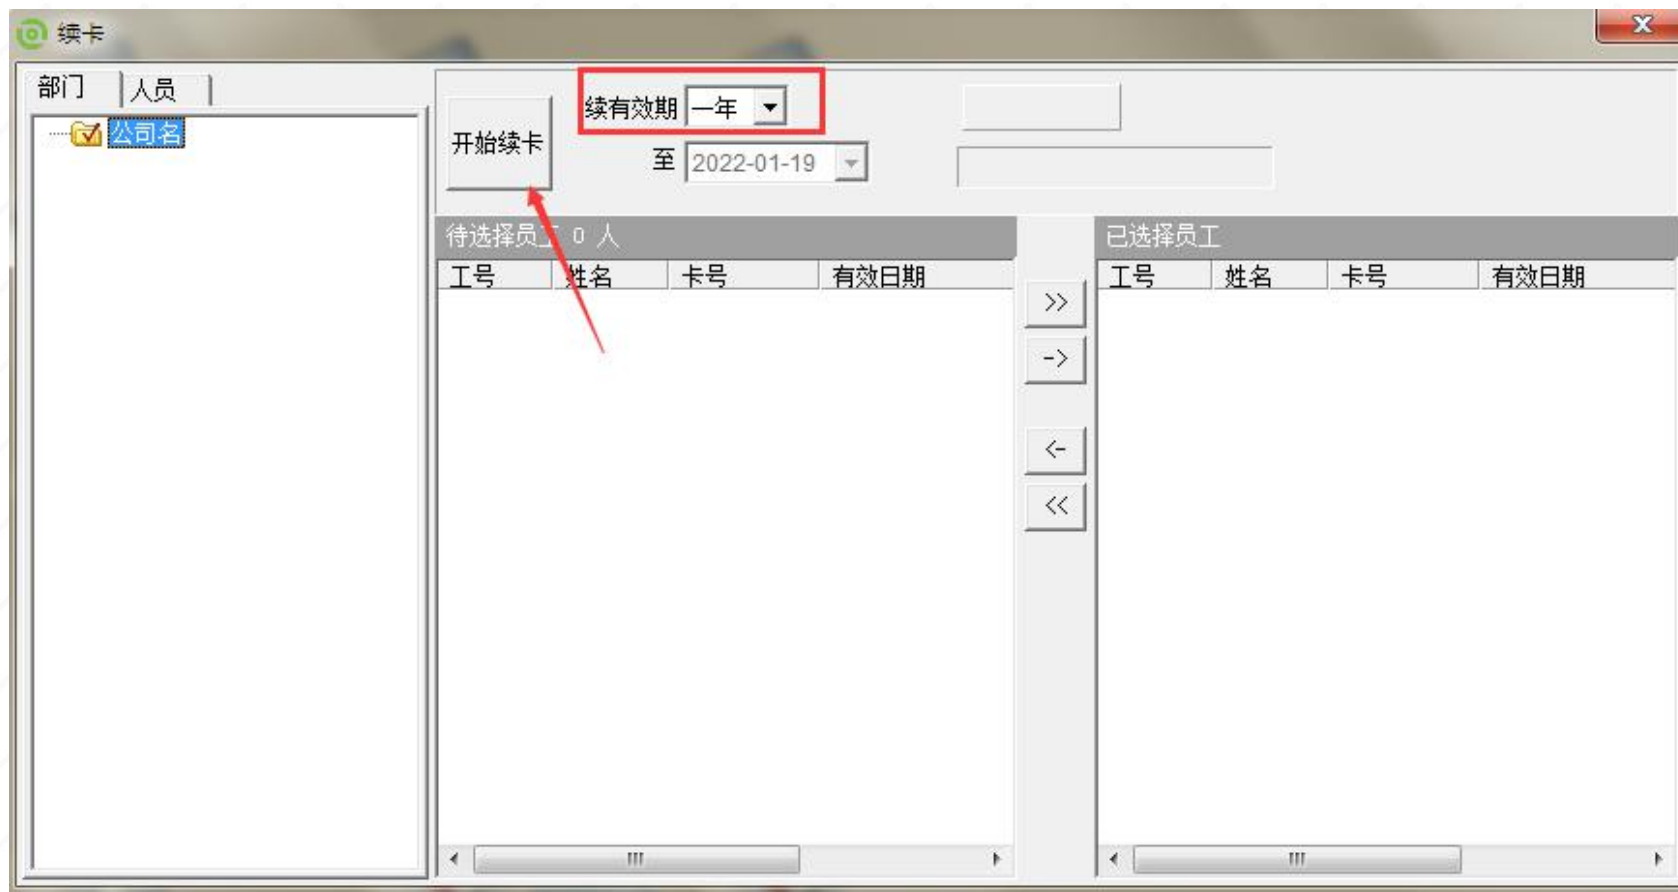 续卡
部门 人员
公司名
开始续卡
续有效期 一年
至 2022-01-19
待选择员工 0 人
工号 姓名 卡号 有效日期
>>
->
<-
<<
已选择员工
工号 姓名 卡号 有效日期